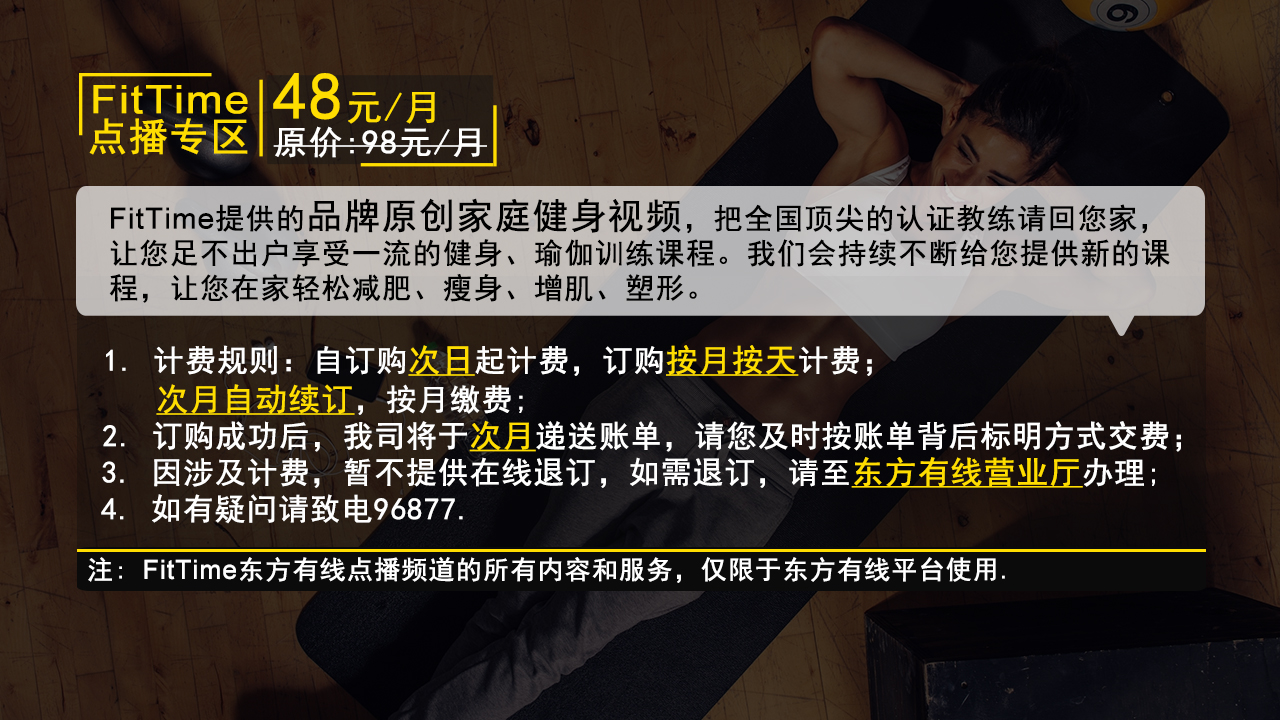 FitTime
点播专区
48元/月
原价:98元/月
FitTime提供的品牌原创家庭健身视频，把全国顶尖的认证教练请回您家，
让您足不出户享受一流的健身、瑜伽训练课程。我们会持续不断给您提供新的课
程，让您在家轻松减肥、瘦身、增肌、塑形。
1. 计费规则：自订购次日起计费，订购按月按天计费；
次月自动续订，按月缴费;
2. 订购成功后，我司将于次月递送账单，请您及时按账单背后标明方式交费；
3. 因涉及计费，暂不提供在线退订，如需退订，请至东方有线营业厅办理;
4. 如有疑问请致电96877.
注: FitTime东方有线点播频道的所有内容和服务，仅限于东方有线平台使用.